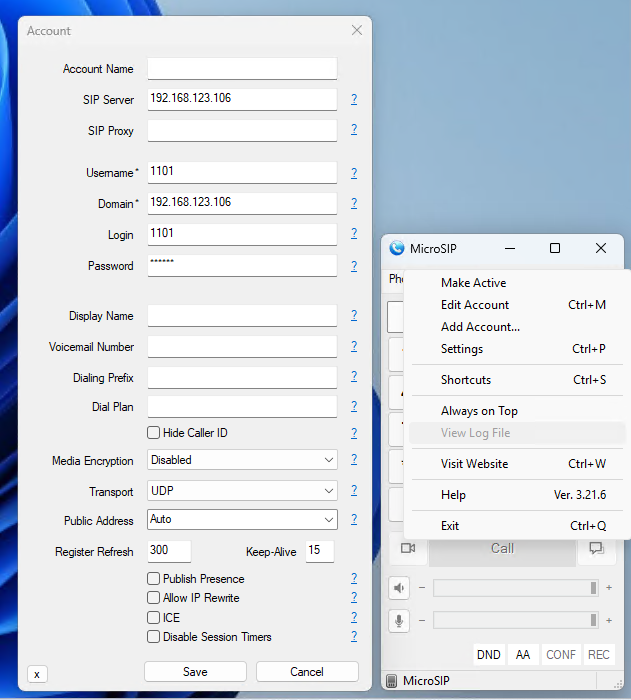 Account
Account Name
SIP Server 192.168.123.106 ?
SIP Proxy ?
Username* 1101 ?
Domain* 192.168.123.106 ?
Login 1101 ?
Password ****** ?
Display Name ?
Voicemail Number ?
Dialing Prefix ?
Dial Plan ?
Hide Caller ID ?
Media Encryption Disabled ?
Transport UDP ?
Public Address Auto ?
Register Refresh 300 Keep-Alive 15 ?
Publish Presence ?
Allow IP Rewrite ?
ICE ?
Disable Session Timers ?
x Save Cancel
MicroSIP
Make Active
Edit Account Ctrl+M
Add Account...
Settings Ctrl+P
Shortcuts Ctrl+S
Always on Top
View Log File
Visit Website Ctrl+W
Help Ver. 3.21.6
Exit Ctrl+Q
Call
DND AA CONF REC
MicroSIP